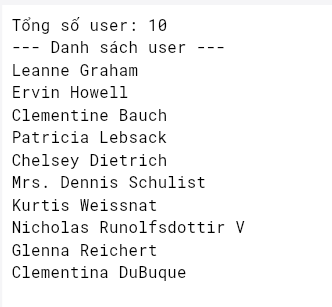 Tổng số user: 10
--- Danh sách user ---
Leanne Graham
Ervin Howell
Clementine Bauch
Patricia Lebsack
Chelsey Dietrich
Mrs. Dennis Schulist
Kurtis Weissnat
Nicholas Runolfsdottir V
Glenna Reichert
Clementina DuBuque